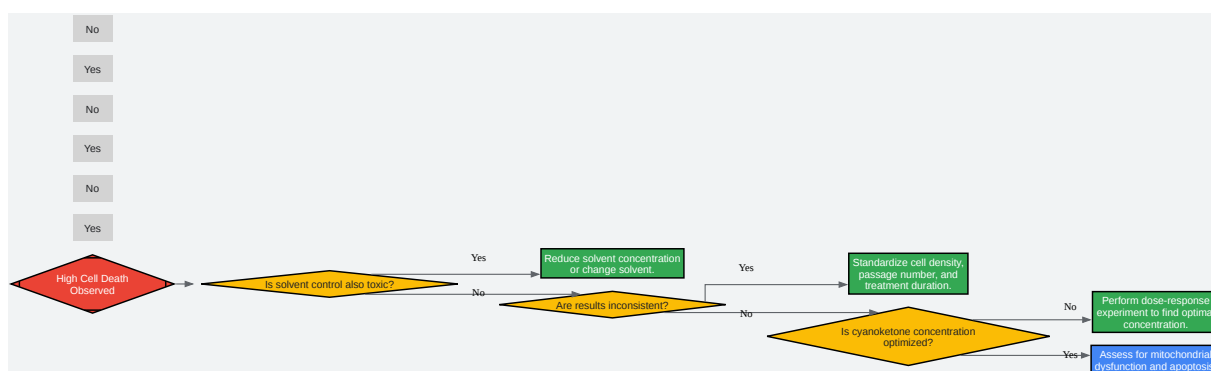 No
Yes
No
Yes
No
Yes
High Cell Death
Observed
Is solvent control also toxic?
Yes
No
Reduce solvent concentration
or change solvent.
Are results inconsistent?
Yes
No
Standardize cell density,
passage number, and
treatment duration.
Is cyanoketone concentration
optimized?
No
Yes
Perform dose-response
experiment to find optima
concentration.
Assess for mitochondrial
dysfunction and apoptosis